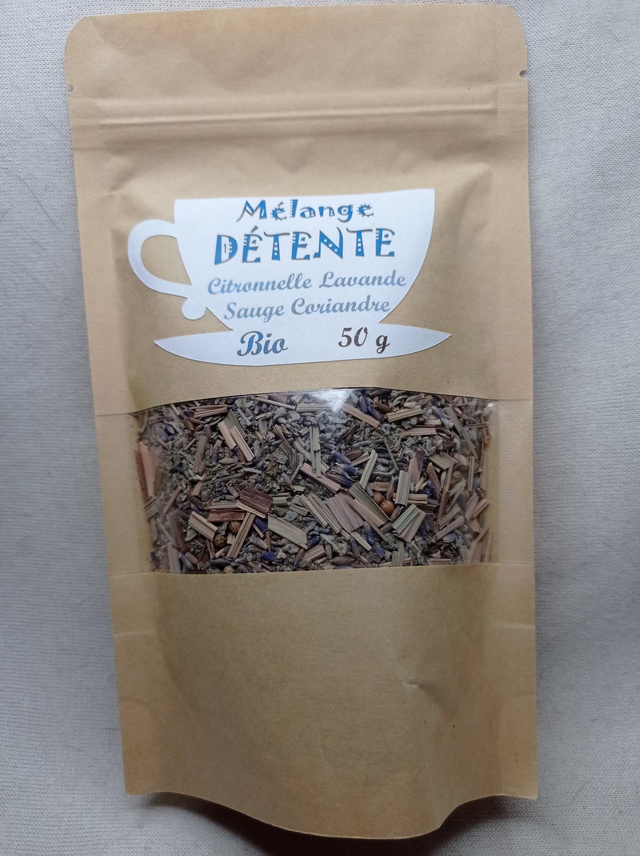 Mélange
DÉTENTE
Citronnelle Lavande
Sauge Coriandre
Bio 50 g